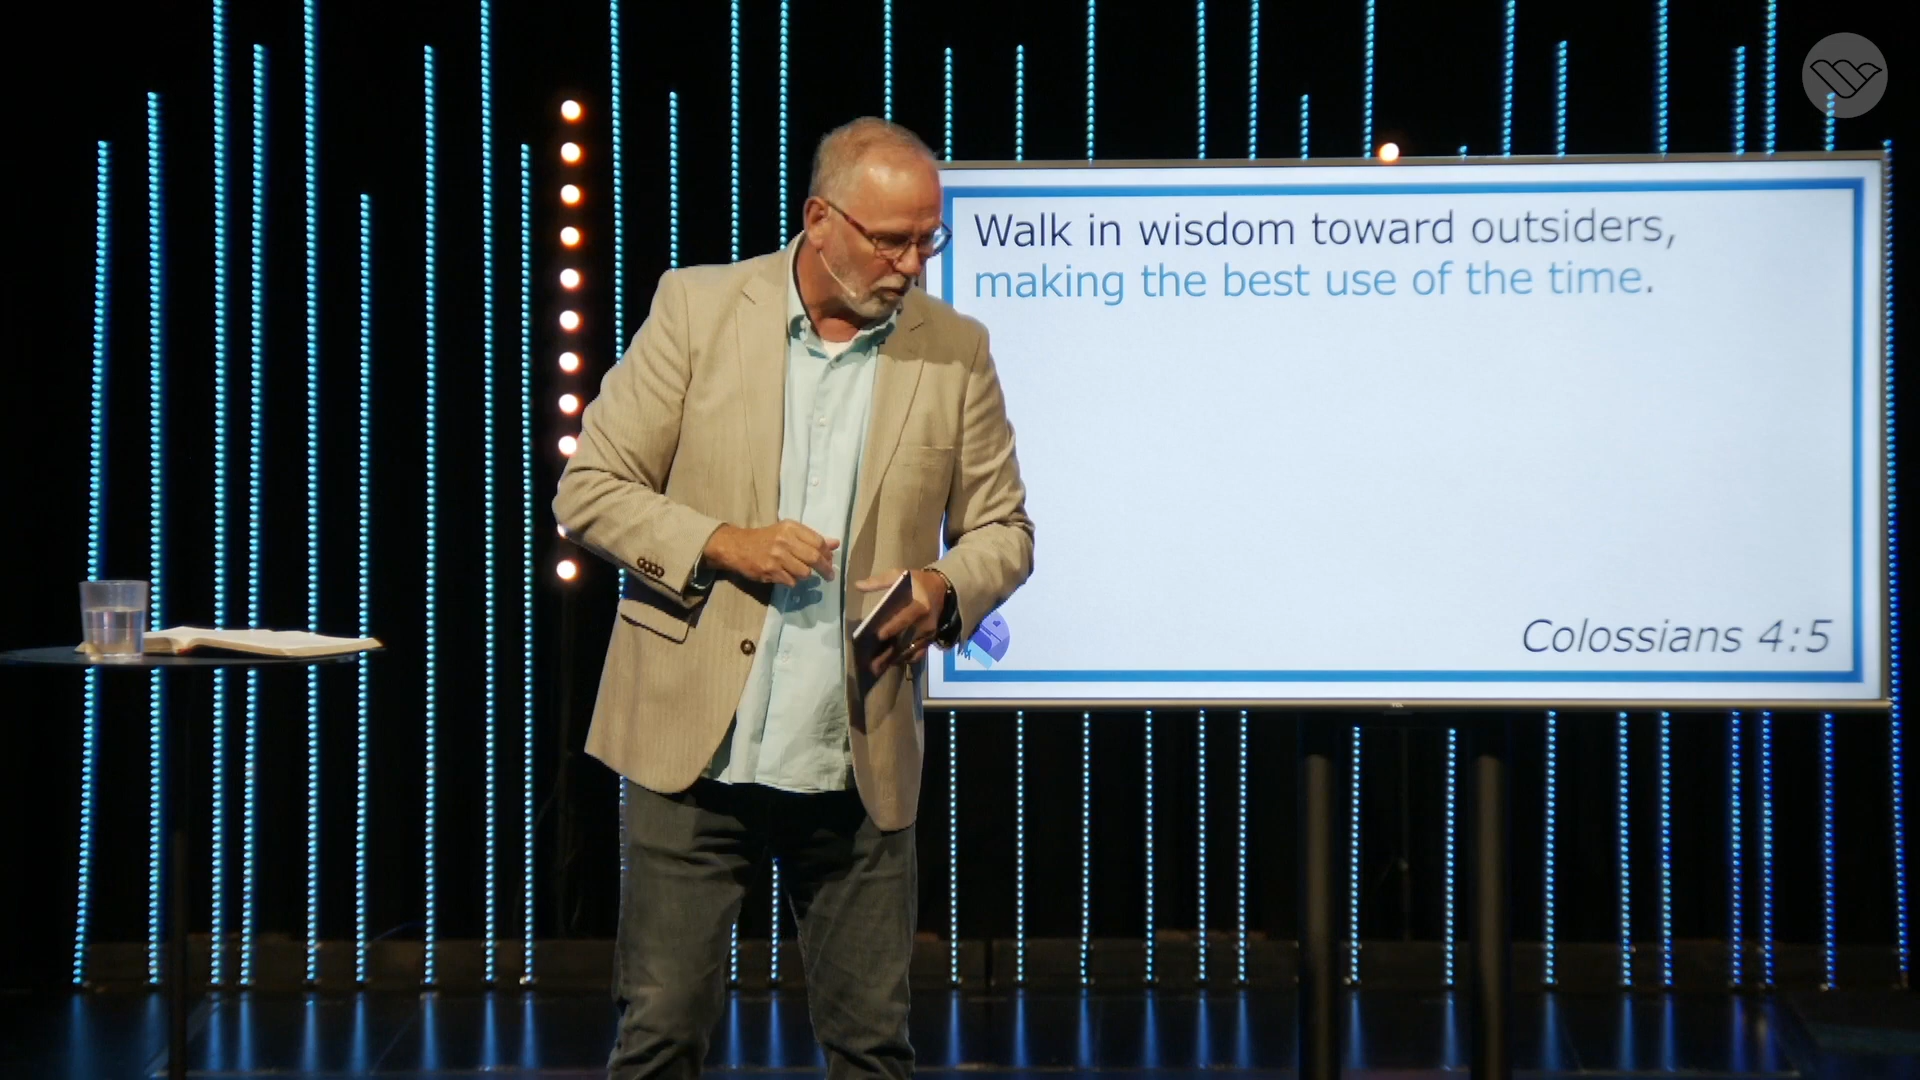 Walk in wisdom toward outsiders,
making the best use of the time.
Colossians 4:5